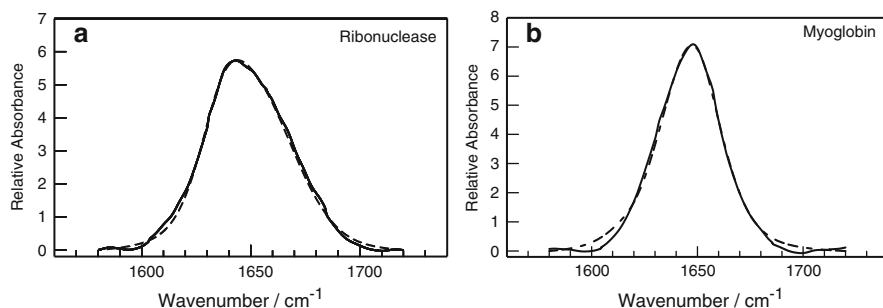 a
Ribonuclease
Relative Absorbance
7
6
5
4
3
2
1
0
1600
1650
1700
Wavenumber / cm-1
b
Myoglobin
Relative Absorbance
8
7
6
5
4
3
2
1
0
1600
1650
1700
Wavenumber / cm-1